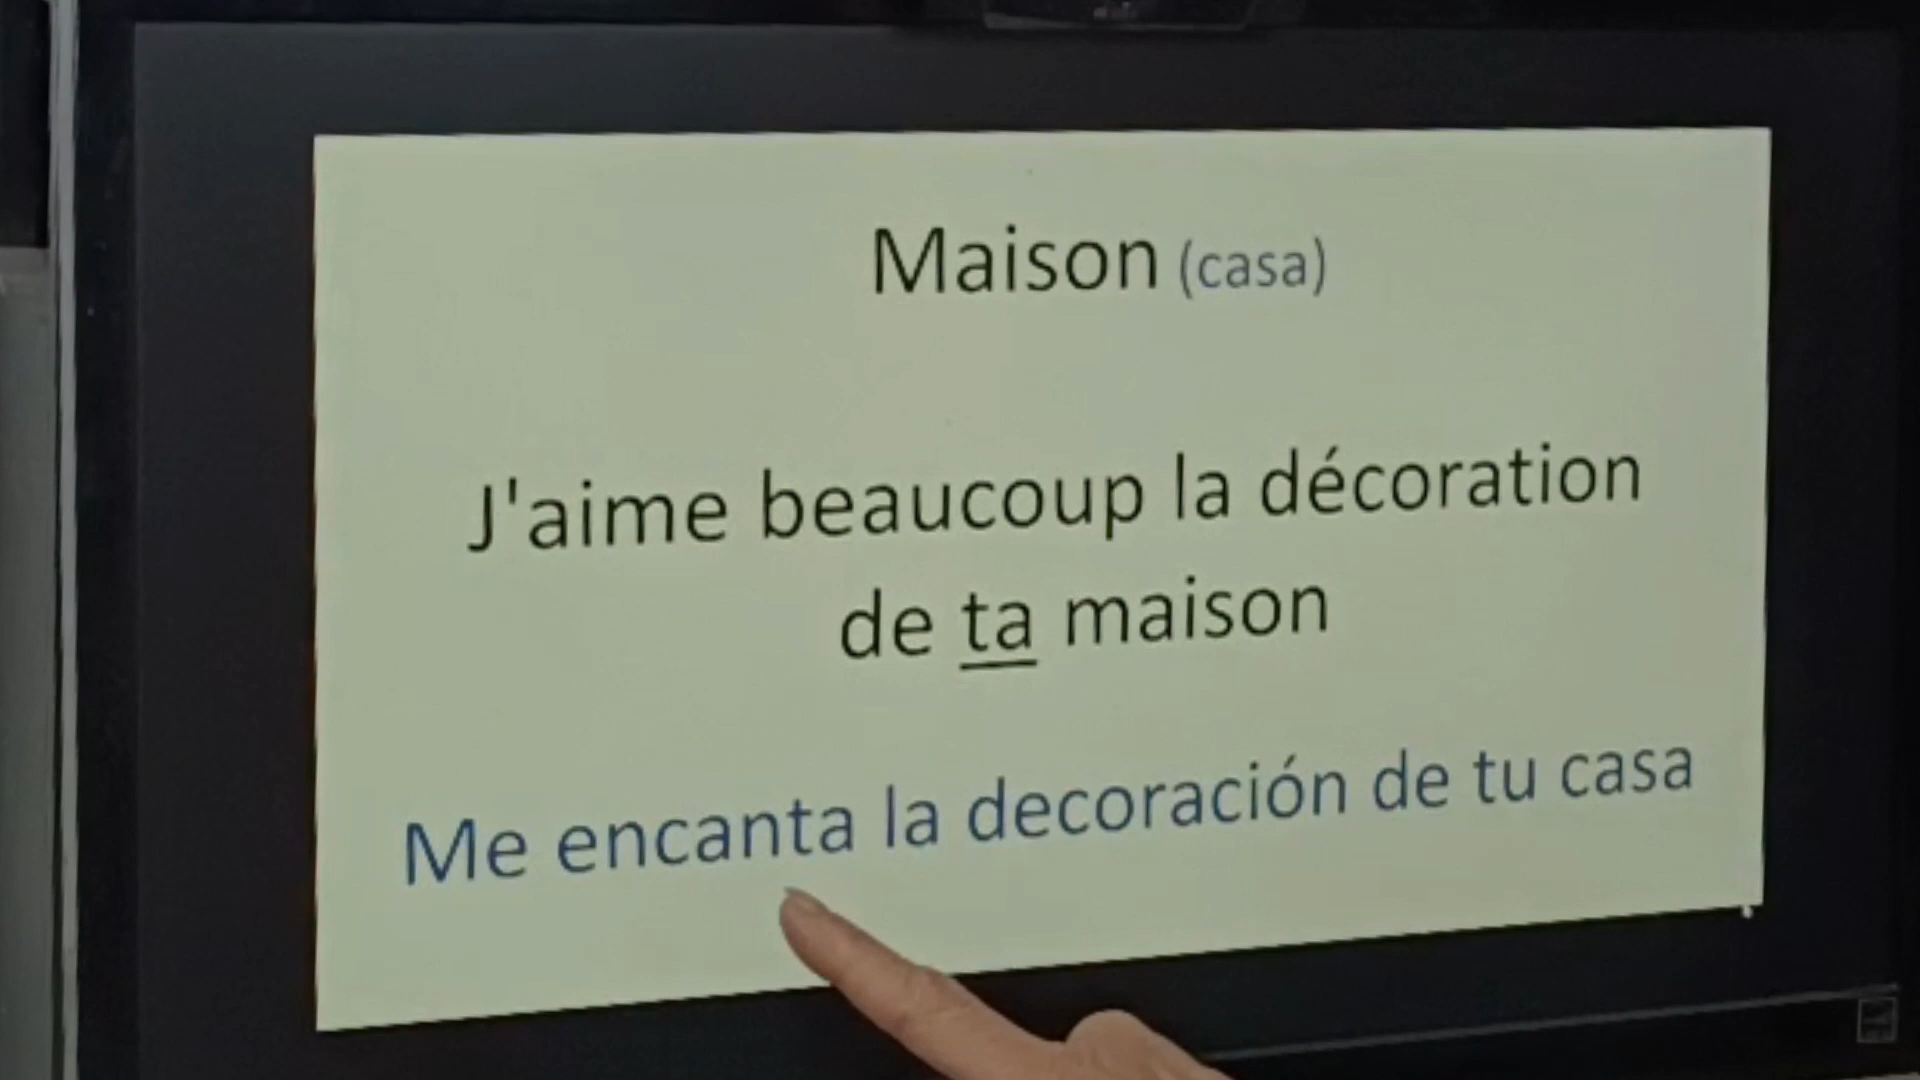 Maison (casa)
J'aime beaucoup la décoration
de ta maison
Me encanta la decoración de tu casa